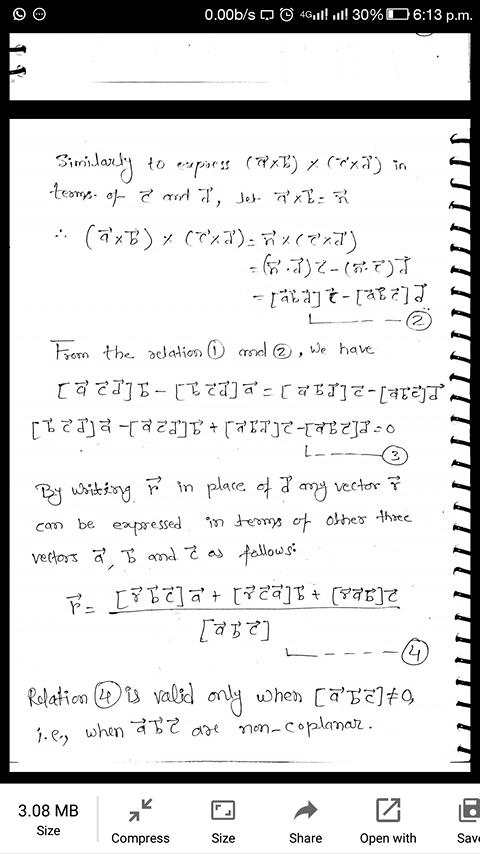 0.00b/s 4G 30% 6:13 p.m.
Similarly to express (a⃗×b⃗) × (c⃗×d⃗) in
terms of c⃗ and d⃗, let a⃗×b⃗= n⃗
∴ (a⃗×b⃗) × (c⃗×d⃗)= n⃗ × (c⃗×d⃗)
= (n⃗·d⃗)c⃗ - (n⃗·c⃗)d⃗
= [a⃗b⃗d⃗] c⃗ - [a⃗b⃗c⃗] d⃗
②
From the relation ① and ②, we have
[a⃗ c⃗ d⃗] b⃗ - [b⃗ c⃗ d⃗] a⃗ = [a⃗ b⃗ d⃗] c⃗ - [a⃗b⃗c⃗]d⃗
[b⃗ c⃗ d⃗]a⃗ - [a⃗ c⃗ d⃗]b⃗ + [a⃗b⃗d⃗]c⃗ - [a⃗b⃗c⃗]d⃗ = 0
③
By writing r⃗ in place of d⃗ any vector r⃗
can be expressed in terms of other three
vectors a⃗, b⃗ and c⃗ as follows:
r⃗ = [r⃗ b⃗ c⃗] a⃗ + [r⃗ c⃗ a⃗] b⃗ + [r⃗ a⃗ b⃗] c⃗
[a⃗ b⃗ c⃗]
④
Relation ④ is valid only when [a⃗ b⃗ c⃗] ≠ 0,
i.e., when a⃗ b⃗ c⃗ are non-coplanar.
3.08 MB
Size
Compress
Size
Share
Open with
Save